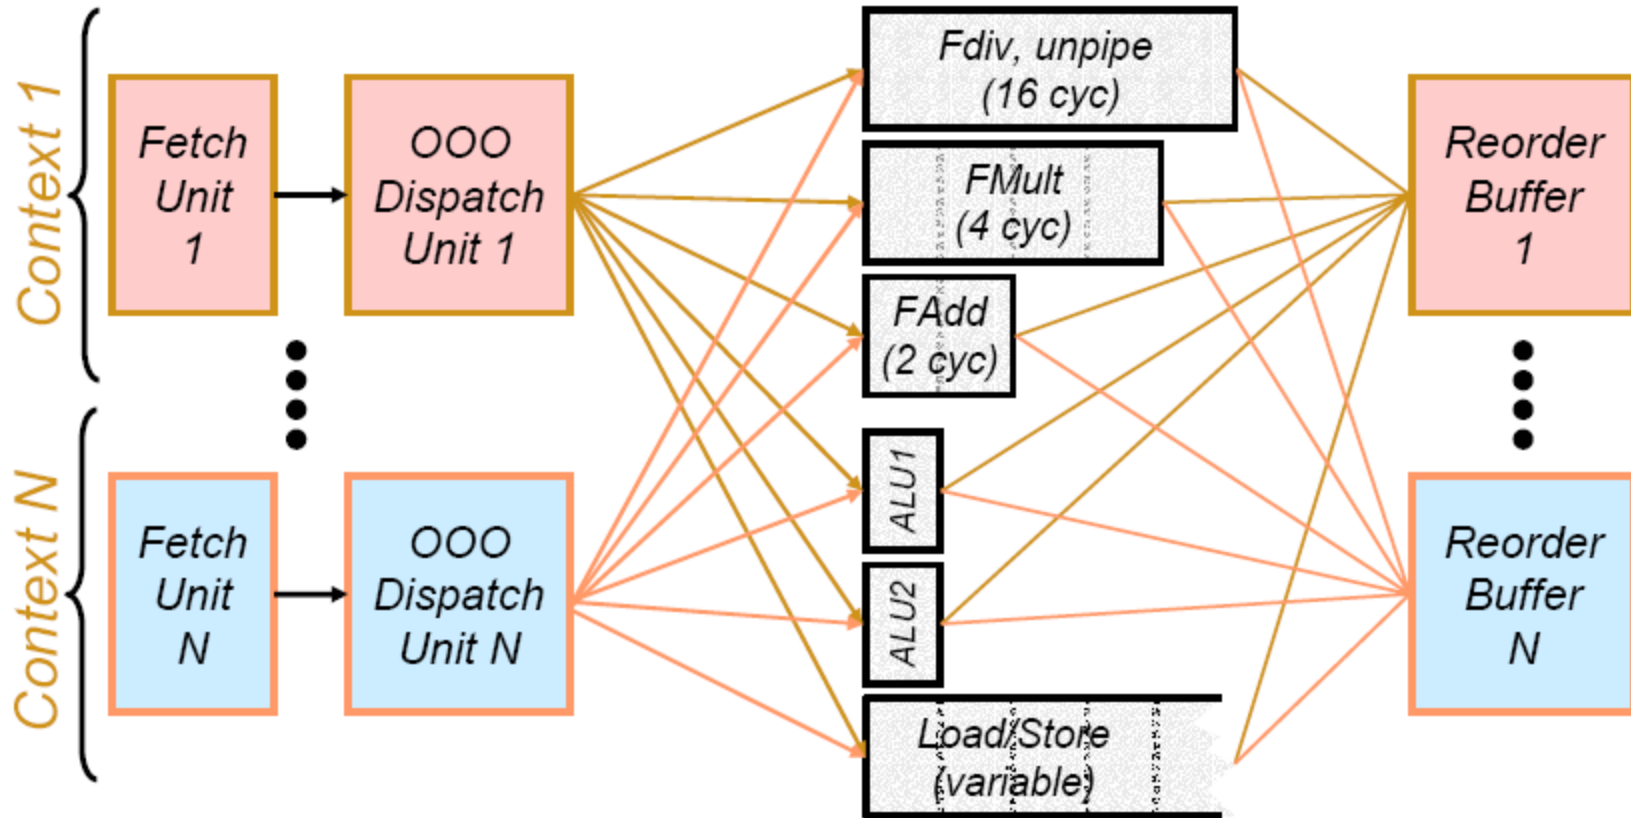 Context 1
Fetch
Unit
1
OOO
Dispatch
Unit 1
Fdiv, unpipe
(16 cyc)
FMult
(4 cyc)
FAdd
(2 cyc)
Reorder
Buffer
1
Context N
Fetch
Unit
N
OOO
Dispatch
Unit N
ALU1
ALU2
Load/Store
(variable)
Reorder
Buffer
N